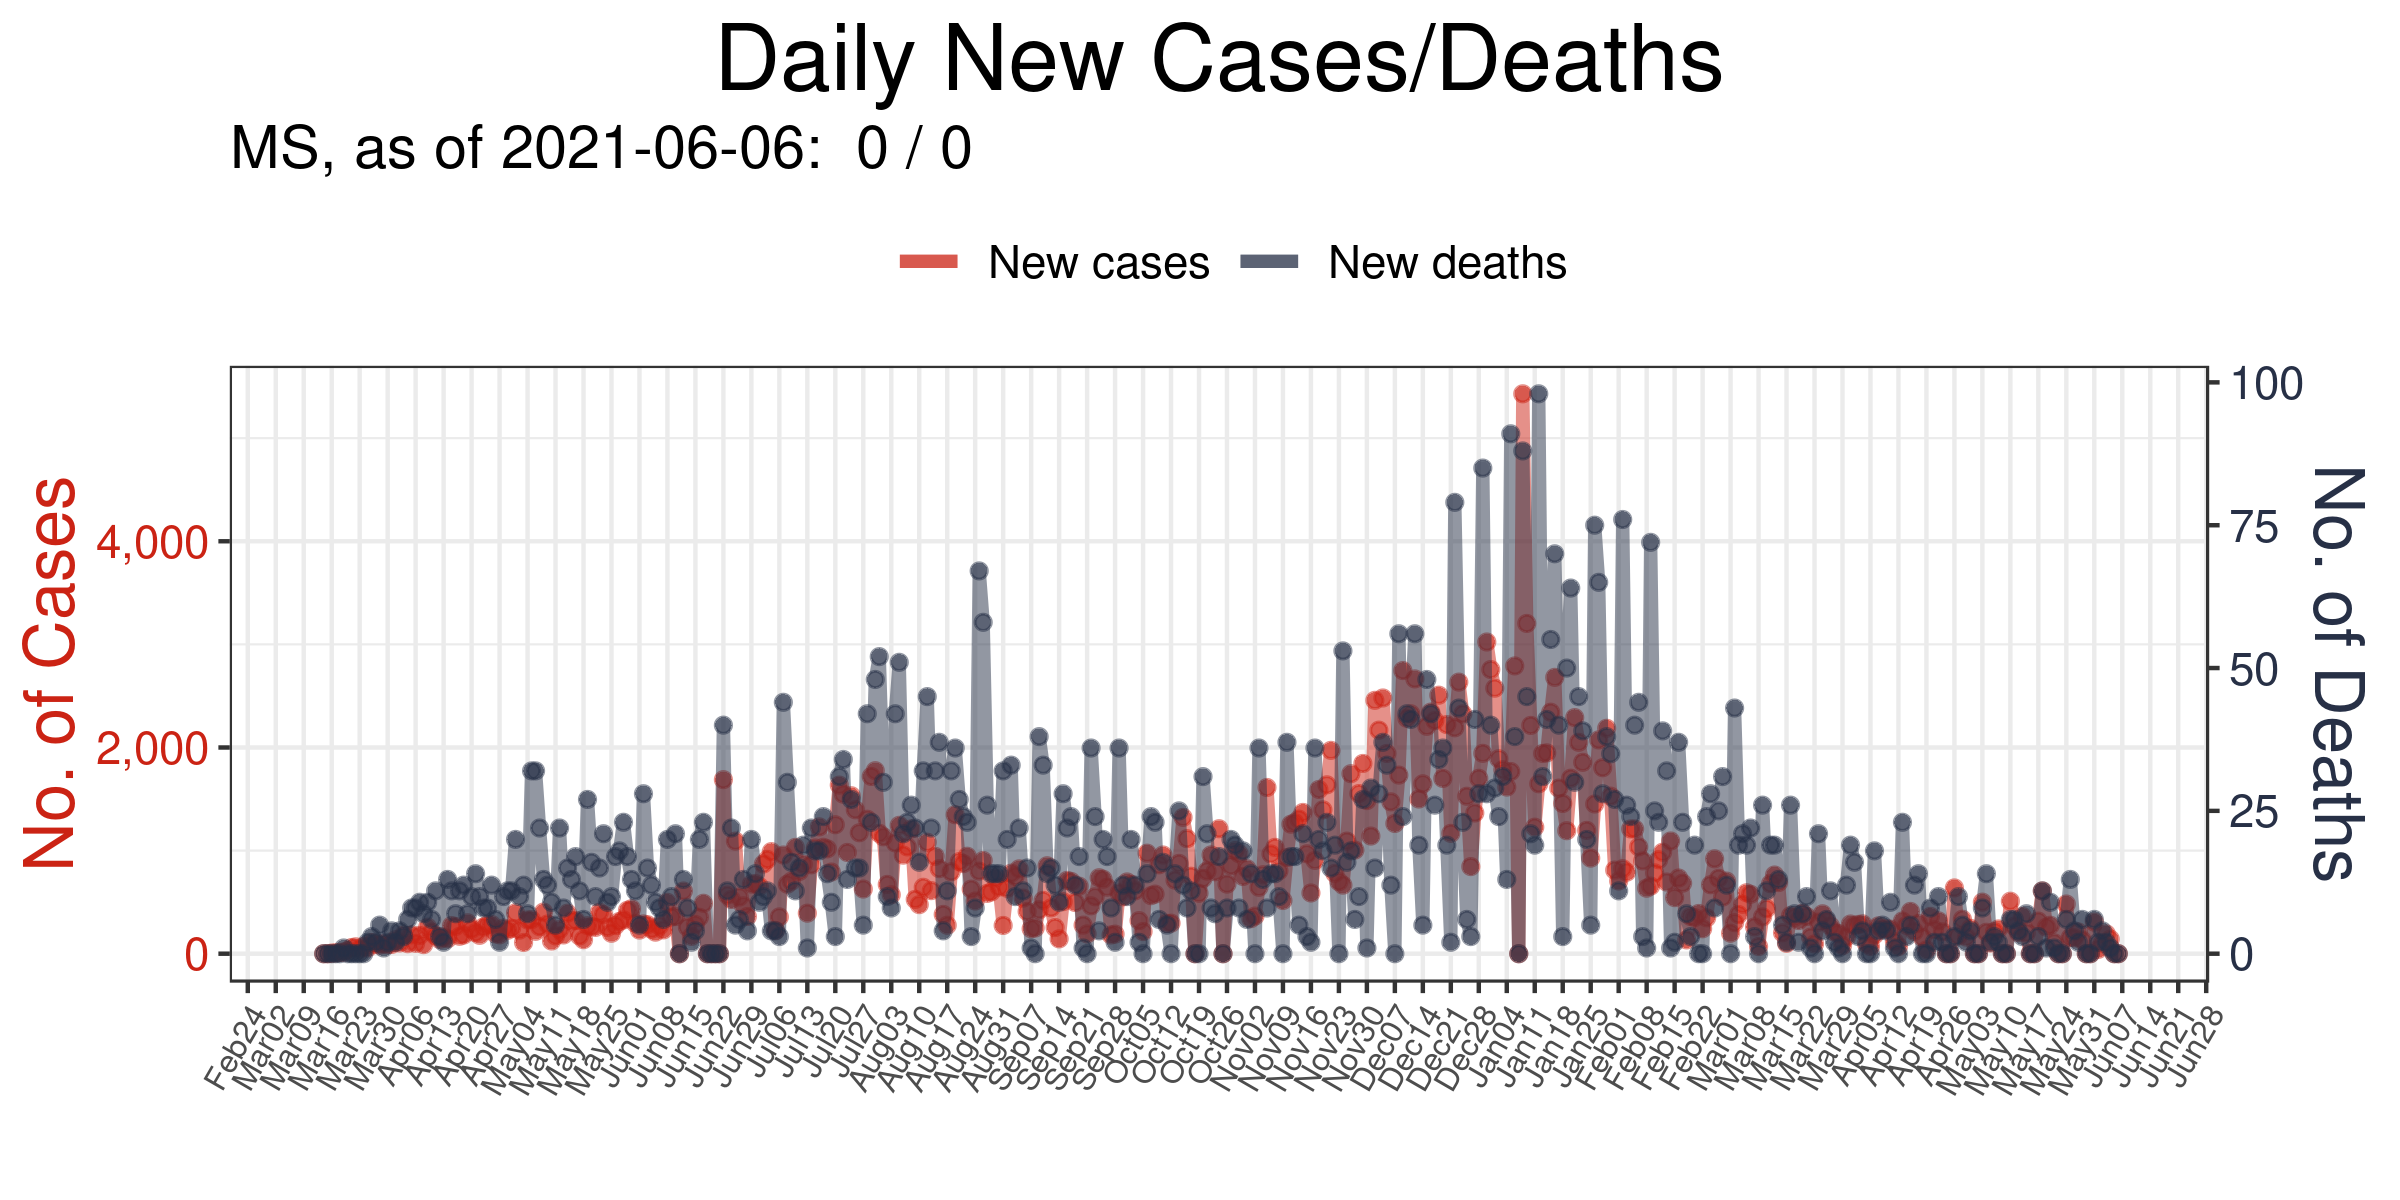 Daily New Cases/Deaths
MS, as of 2021-06-06:  0 / 0
New cases
New deaths
No. of Cases
4,000
2,000
0
100
75
50
25
0
No. of Deaths
Feb24
Mar02
Mar09
Mar16
Mar23
Mar30
Apr06
Apr13
Apr20
Apr27
May04
May11
May18
May25
Jun01
Jun08
Jun15
Jun22
Jun29
Jul06
Jul13
Jul20
Jul27
Aug03
Aug10
Aug17
Aug24
Aug31
Sep07
Sep14
Sep21
Sep28
Oct05
Oct12
Oct19
Oct26
Nov02
Nov09
Nov16
Nov23
Nov30
Dec07
Dec14
Dec21
Dec28
Dec04
Jan11
Jan18
Jan25
Feb01
Feb08
Feb15
Feb22
Mar01
Mar08
Mar15
Mar22
Mar29
Apr05
Apr12
Apr19
Apr26
May03
May10
May17
May24
May31
Jun07
Jun14
Jun21
Jun28